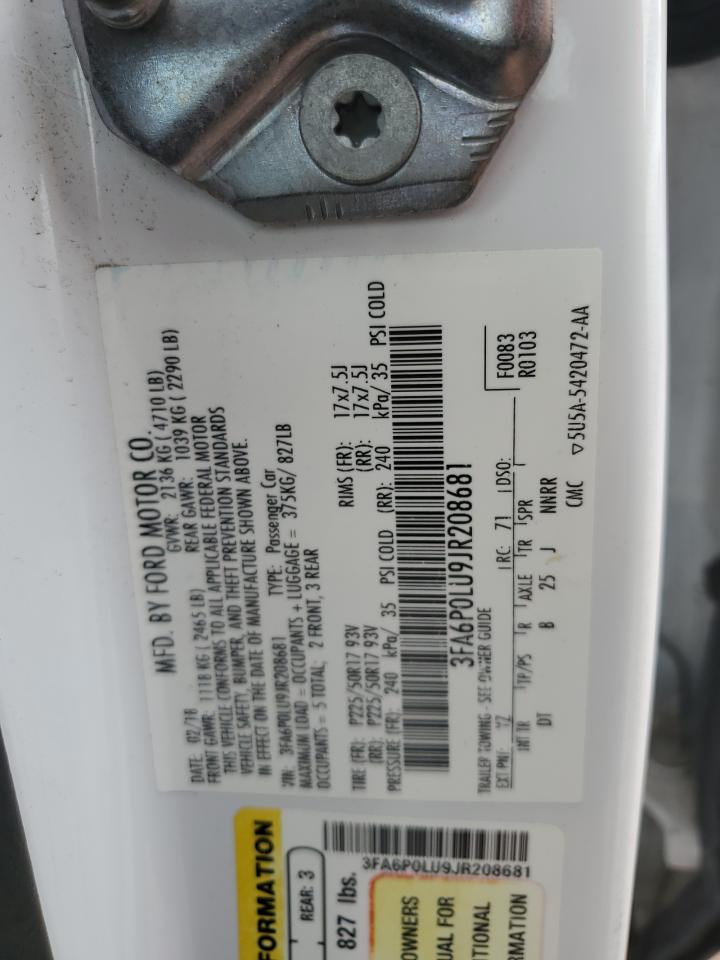 MFD. BY FORD MOTOR CO.
DATE: 02/18 GVWR: 2136 KG (4710 LB)
FRONT GAWR: 1118 KG (2465 LB) REAR GAWR: 1039 KG (2290 LB)
THIS VEHICLE CONFORMS TO ALL APPLICABLE FEDERAL MOTOR
VEHICLE SAFETY, BUMPER, AND THEFT PREVENTION STANDARDS
IN EFFECT ON THE DATE OF MANUFACTURE SHOWN ABOVE.
VIN: 3FA6P0LU9JR208681 TYPE: Passenger Car
MAXIMUM LOAD = OCCUPANTS + LUGGAGE = 375KG/ 827LB
OCCUPANTS = 5 TOTAL; 2 FRONT, 3 REAR
TIRE (FR): P225/50R17 93V RIMS (FR): 17x7.5J
(RR): P225/50R17 93V (RR): 17x7.5J
PRESSURE (FR): 240 kPa/ 35 PSI COLD (RR): 240 kPa/ 35 PSI COLD
3FA6P0LU9JR208681
TRAILER TOWING - SEE OWNER GUIDE
F0083
R0103
EXT PNT: YZ RC: 71 DSO:
INT TR TP/PS R AXLE TR SPR
DT B 25 J NNRR
CMC ▽5U5A-5420472-AA
FORMATION
REAR: 3
827 lbs.
3FA6P0LU9JR208681
OWNERS
UAL FOR
ITIONAL
RMATION